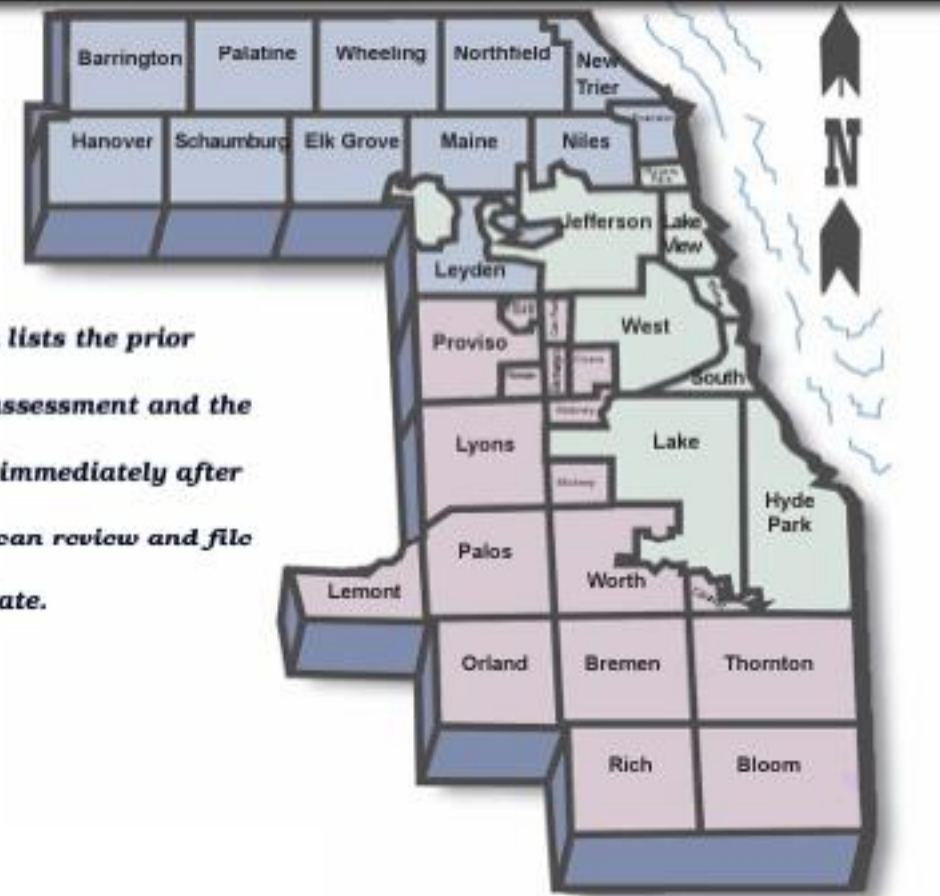 Barrington Palatine Wheeling Northfield New
Trier
Hanover Schaumburg Elk Grove Maine Niles
N
Jefferson Lake
View
Leyden
lists the prior
Proviso West
South
ssessment and the
Lyons Lake
immediately after
Hyde
Park
can review and file
Palos
Worth
Lemont
ate.
Orland Bremen Thornton
Rich Bloom